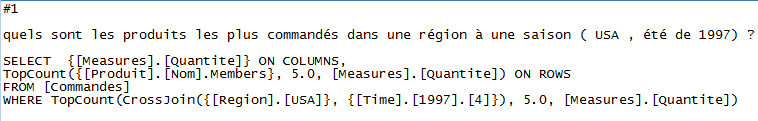 #1
quels sont les produits les plus commandés dans une région à une saison ( USA , été de 1997) ?
SELECT {[Measures].[Quantite]} ON COLUMNS,
TopCount({[Produit].[Nom].Members}, 5.0, [Measures].[Quantite]) ON ROWS
FROM [Commandes]
WHERE TopCount(CrossJoin({[Region].[USA]}, {[Time].[1997].[4]}), 5.0, [Measures].[Quantite])